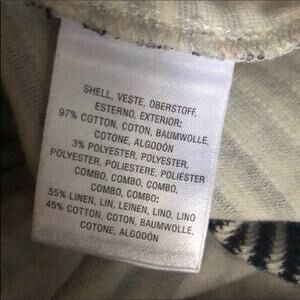 SHELL, VESTE, OBERSTOFF,
ESTERNO, EXTERIOR:
97% COTTON, COTON, BAUMWOLLE,
COTONE, ALGODÓN
3% POLYESTER, POLYESTER,
POLYESTER, POLIESTERE, POLIÉSTER
COMBO, COMBO, COMBO,
COMBO, COMBO:
55% LINEN, LIN, LEINEN, LINO, LINO
45% COTTON, COTON, BAUMWOLLE,
COTONE, ALGODÓN